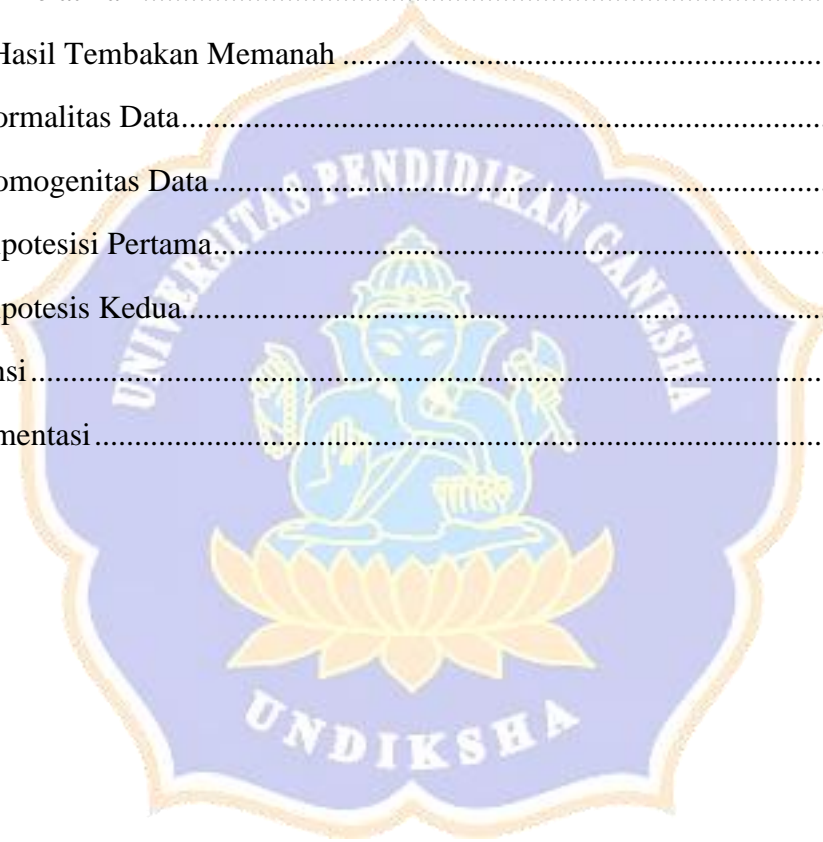 Hasil Tembakan Memanah ..........................................................
ormalitas Data..............................................................................
omogenitas Data ..........................................................................
potesisi Pertama..........................................................................
potesis Kedua..............................................................................
nsi ................................................................................................
mentasi ........................................................................................
UNIVERSITAS PENDIDIKAN GANESHA
UNDIKSHA